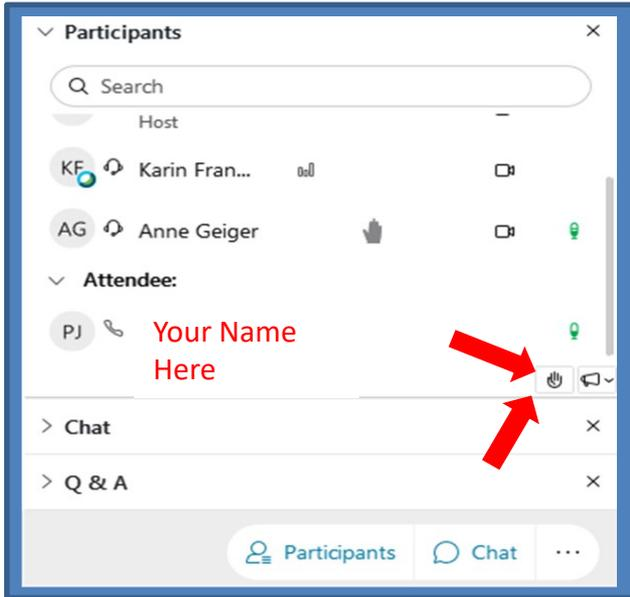 Participants
Search
Host
KF Karin Fran...
AG Anne Geiger
Attendee:
PJ Your Name
Here
Chat
Q & A
Participants Chat ...